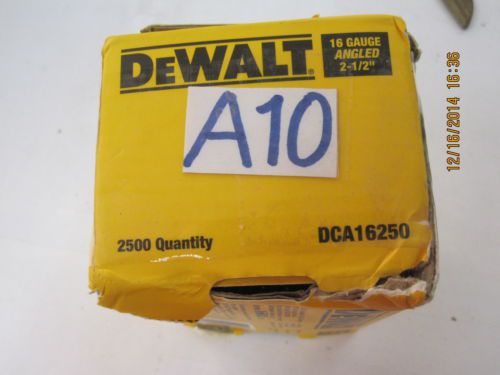 DEWALT®
16 GAUGE
ANGLED
2-1/2"
A10
2500 Quantity
DCA16250
12/16/2014 16:36